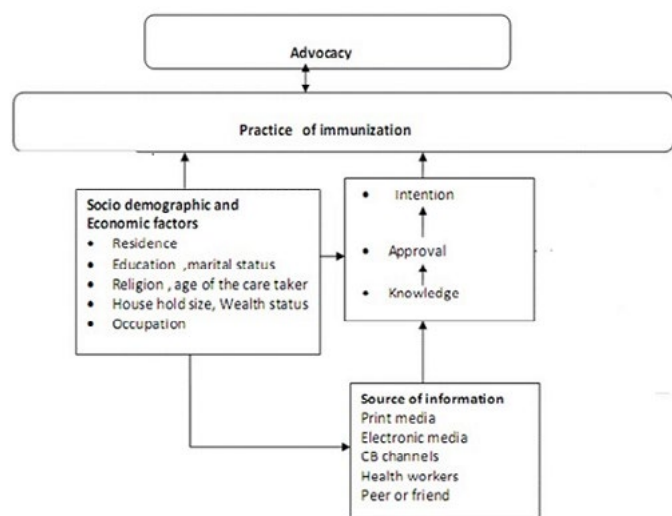 Advocacy
Practice of immunization
Socio demographic and
Economic factors
• Residence
• Education ,marital status
• Religion , age of the care taker
• House hold size, Wealth status
• Occupation
• Intention
• Approval
• Knowledge
Source of information
Print media
Electronic media
CB channels
Health workers
Peer or friend